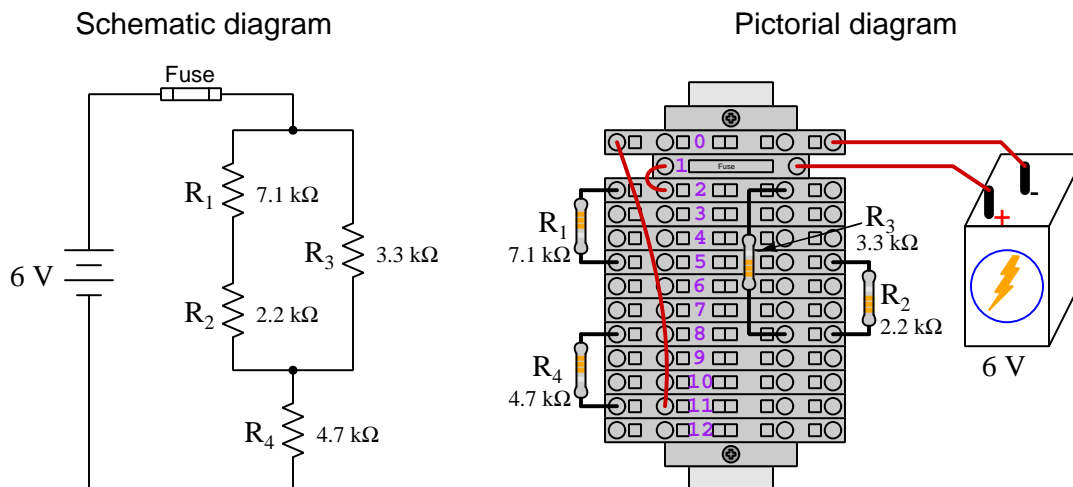 Schematic diagram
Fuse
R1
7.1 kΩ
R3
3.3 kΩ
6 V
R2
2.2 kΩ
R4
4.7 kΩ
Pictorial diagram
0
1
Fuse
2
3
4
5
6
7
8
9
10
11
12
R1
7.1 kΩ
R3
3.3 kΩ
R2
2.2 kΩ
R4
4.7 kΩ
-
+
6 V